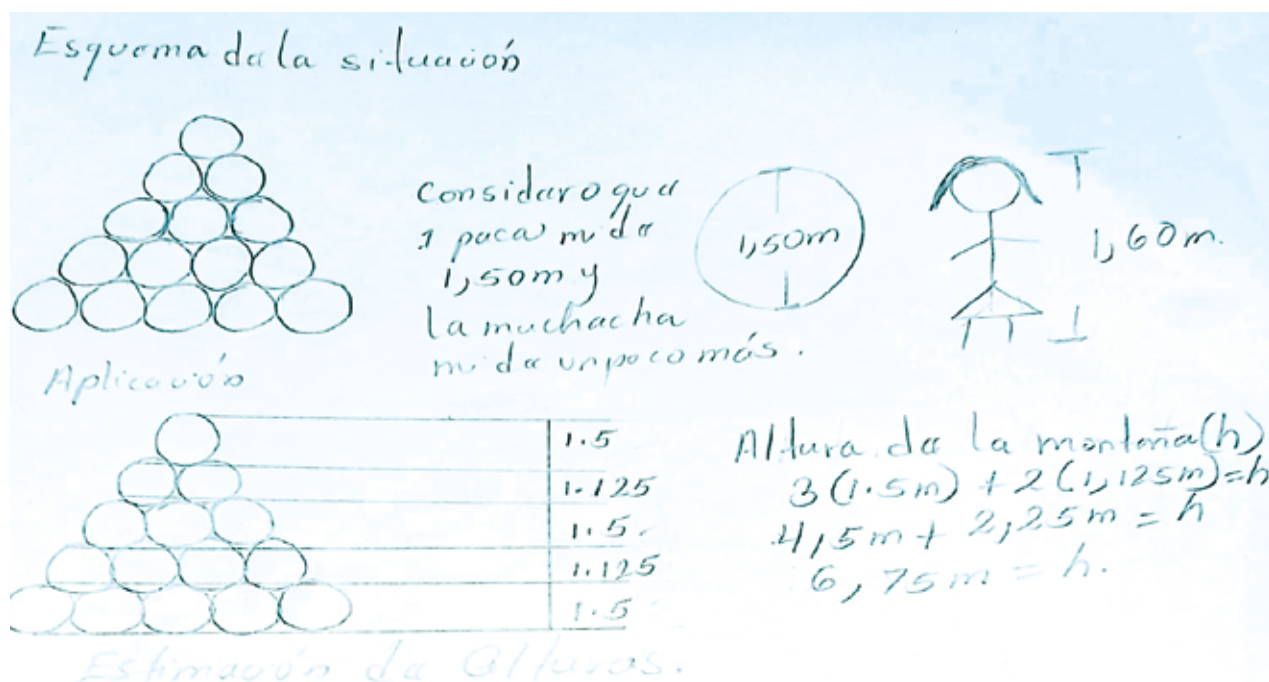 Esquema de la situación
Considero que
1 paca mide
1,50m y
la muchacha
mide un poco más.
1,50m
1,60m.
Aplicación
1.5
1.125
1.5
1.125
1.5
Altura de la montaña(h)
3(1.5m) + 2(1,125m)=h
4,5m + 2,25m = h
6,75m = h.
Estimación de Alturas.